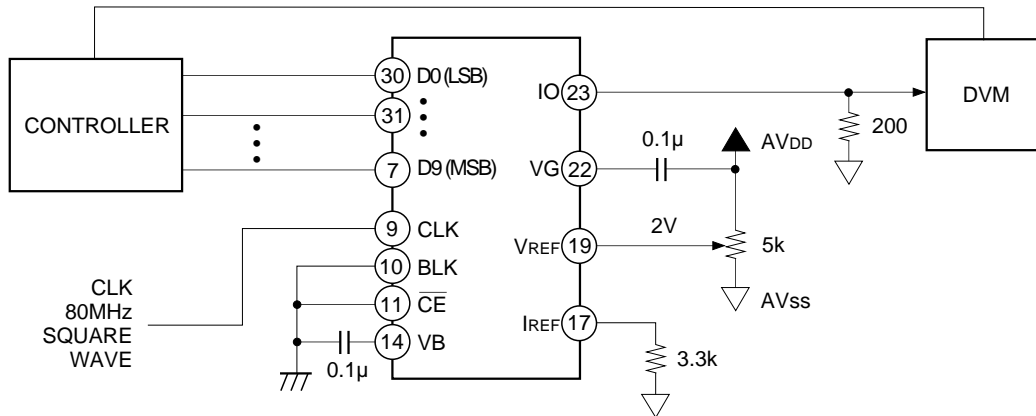 CONTROLLER
30 D0 (LSB)
31
7 D9 (MSB)
9 CLK
10 BLK
11 CE
14 VB
0.1µ
CLK
80MHz
SQUARE
WAVE
IO 23
VG 22
VREF 19
IREF 17
0.1µ
AVDD
2V
5k
AVss
3.3k
200
DVM